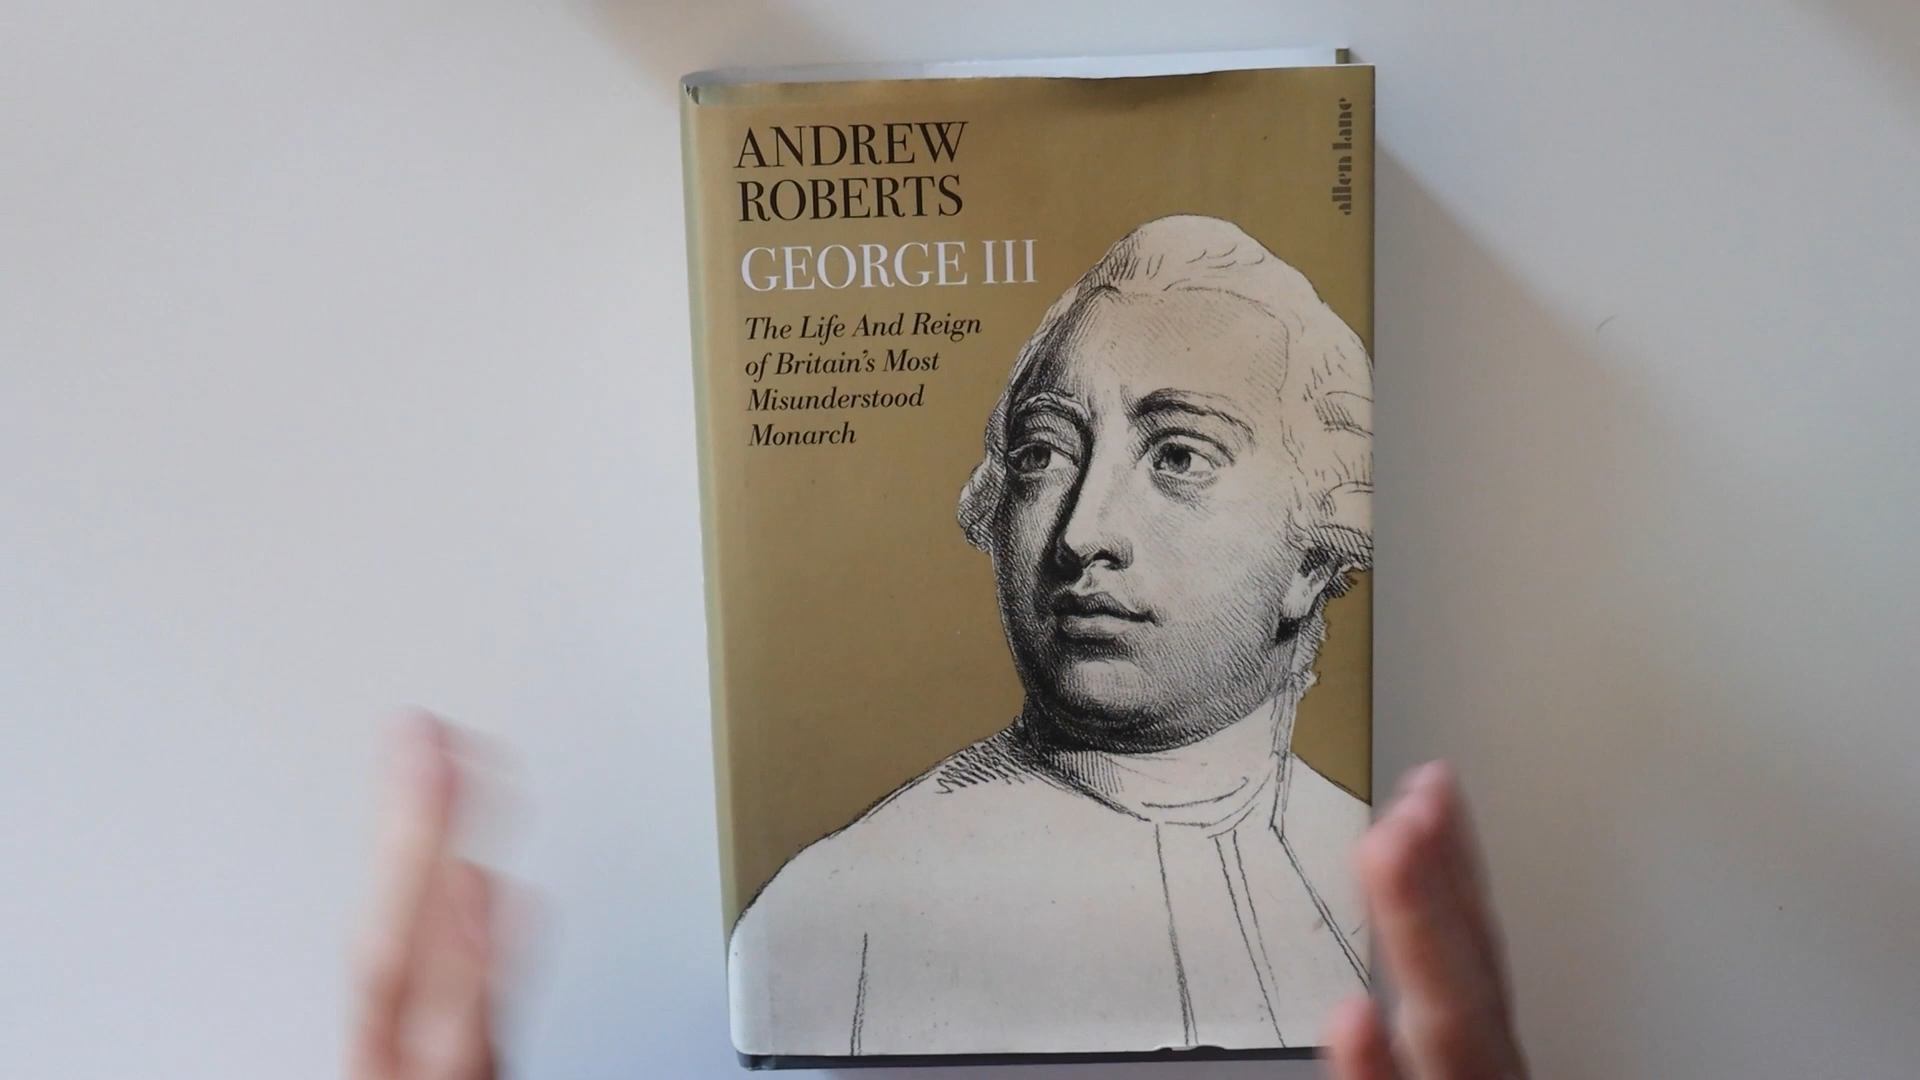 ANDREW
ROBERTS
GEORGE III
The Life And Reign
of Britain's Most
Misunderstood
Monarch
allen lane